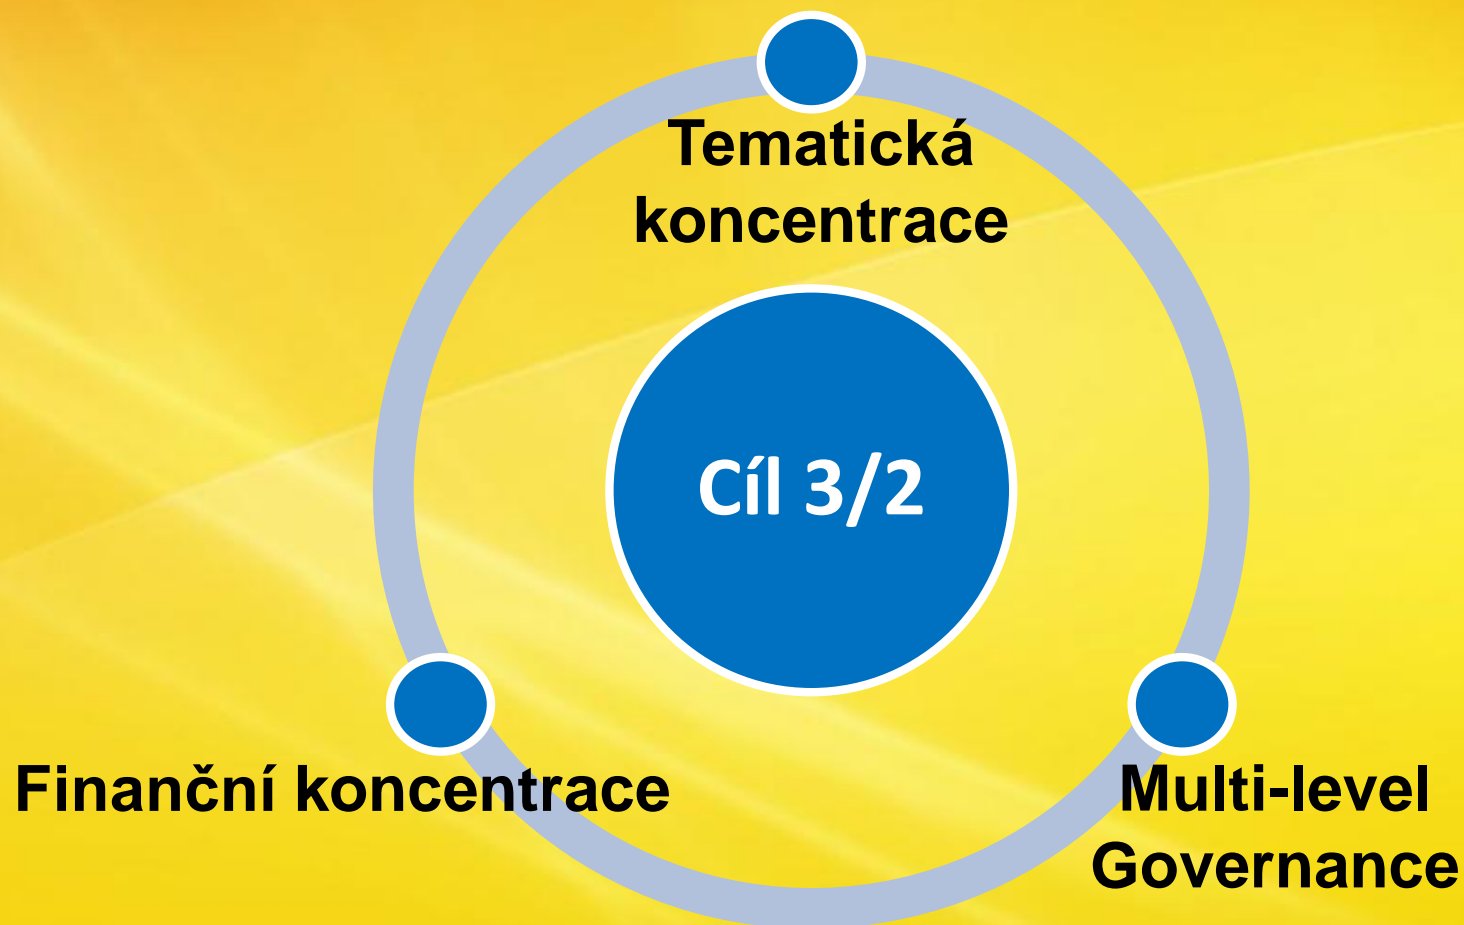 Tematická
koncentrace
Cíl 3/2
Finanční koncentrace
Multi-level
Governance